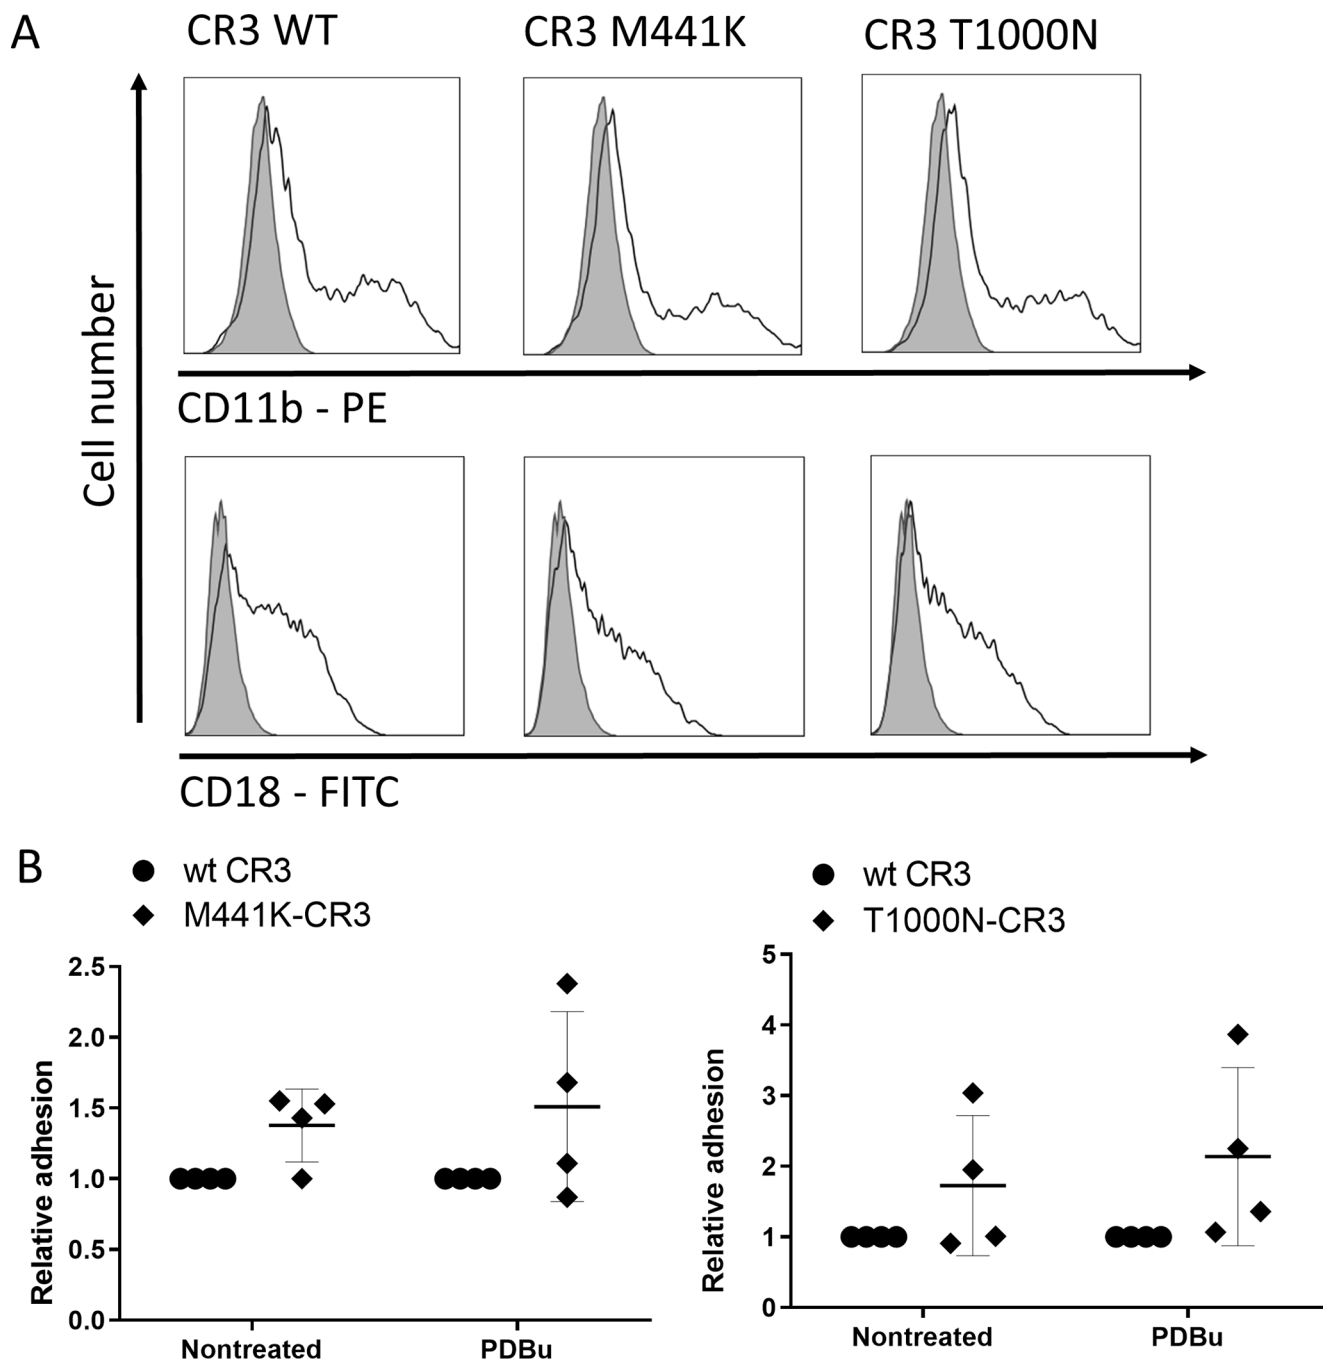 A
CR3 WT
CR3 M441K
CR3 T1000N
Cell number
CD11b - PE
CD18 - FITC
B
wt CR3
M441K-CR3
2.5
2.0
1.5
1.0
0.5
0.0
Relative adhesion
Nontreated
PDBu
wt CR3
T1000N-CR3
5
4
3
2
1
0
Relative adhesion
Nontreated
PDBu